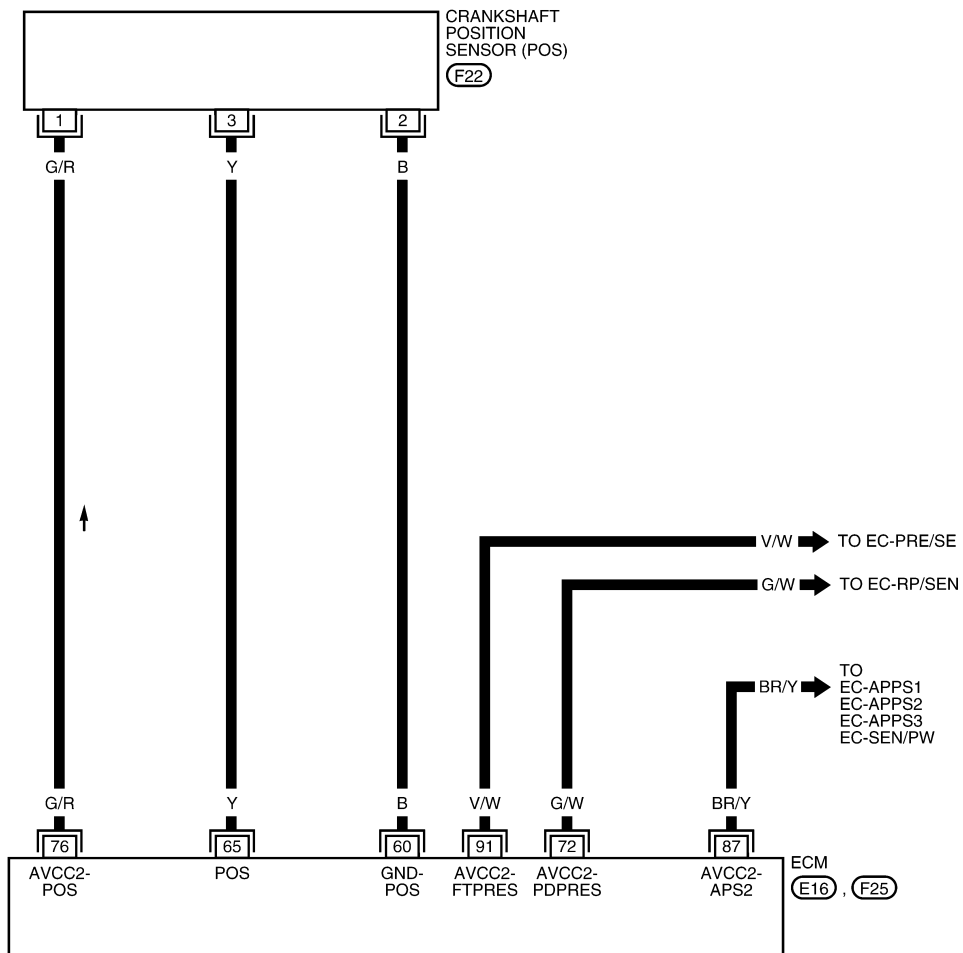 CRANKSHAFT
POSITION
SENSOR (POS)
F22
1 3 2
G/R Y B
V/W TO EC-PRE/SE
G/W TO EC-RP/SEN
BR/Y TO
EC-APPS1
EC-APPS2
EC-APPS3
EC-SEN/PW
G/R Y B V/W G/W BR/Y
76 65 60 91 72 87
AVCC2-
POS
POS
GND-
POS
AVCC2-
FTPRES
AVCC2-
PDPRES
AVCC2-
APS2
ECM
E16 , F25